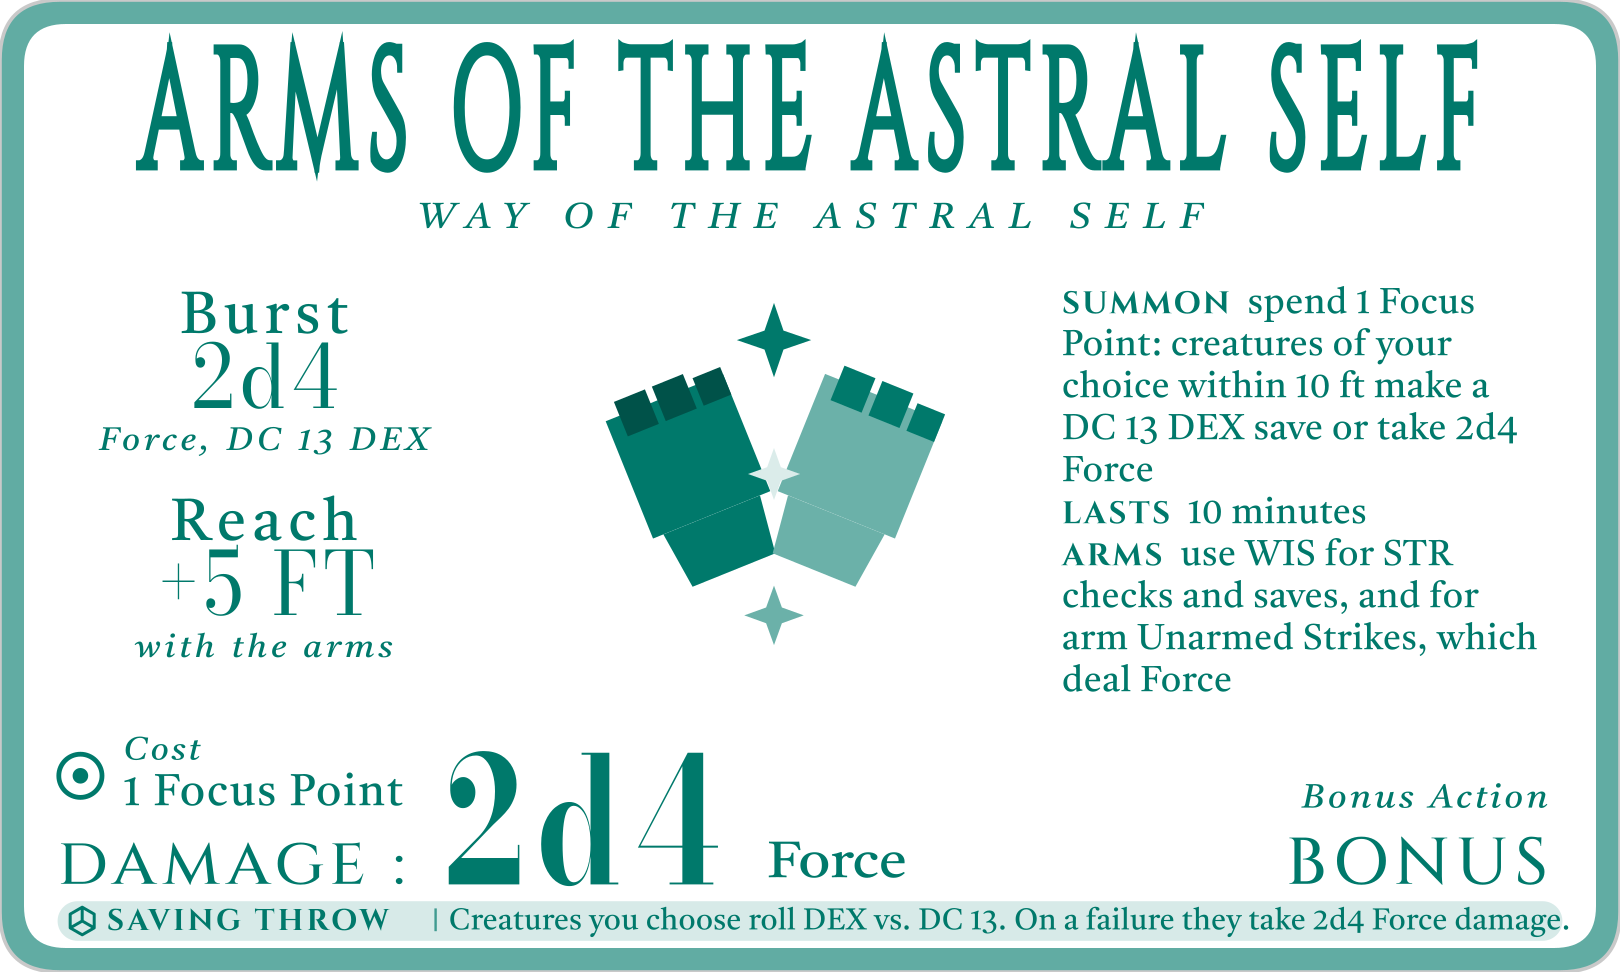 ARMS OF THE ASTRAL SELF
WAY OF THE ASTRAL SELF
Burst
2d4
Force, DC 13 DEX
Reach
+5 FT
with the arms
SUMMON spend 1 Focus
Point: creatures of your
choice within 10 ft make a
DC 13 DEX save or take 2d4
Force
LASTS 10 minutes
ARMS use WIS for STR
checks and saves, and for
arm Unarmed Strikes, which
deal Force
Cost
1 Focus Point
DAMAGE : 2d4 Force
Bonus Action
BONUS
SAVING THROW | Creatures you choose roll DEX vs. DC 13. On a failure they take 2d4 Force damage.